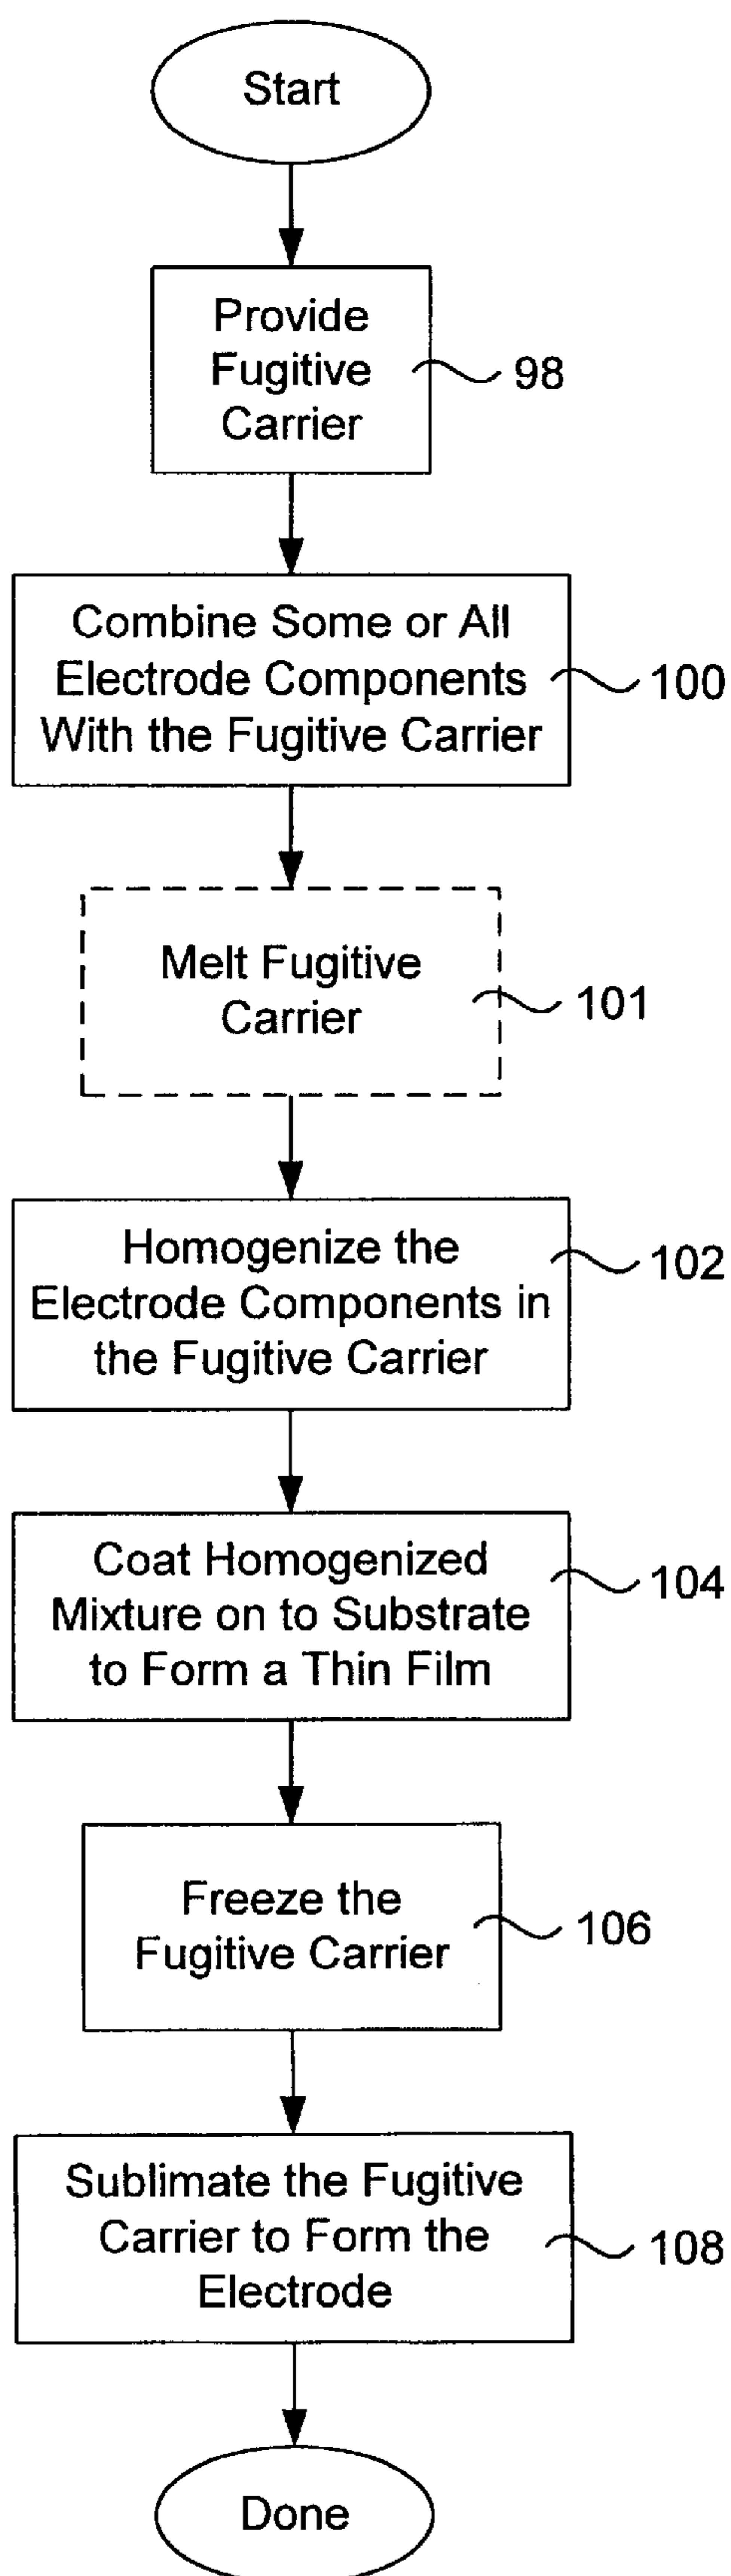 Start
Provide
Fugitive
Carrier
98
Combine Some or All
Electrode Components
With the Fugitive Carrier
100
Melt Fugitive
Carrier
101
Homogenize the
Electrode Components in
the Fugitive Carrier
102
Coat Homogenized
Mixture on to Substrate
to Form a Thin Film
104
Freeze the
Fugitive Carrier
106
Sublimate the Fugitive
Carrier to Form the
Electrode
108
Done